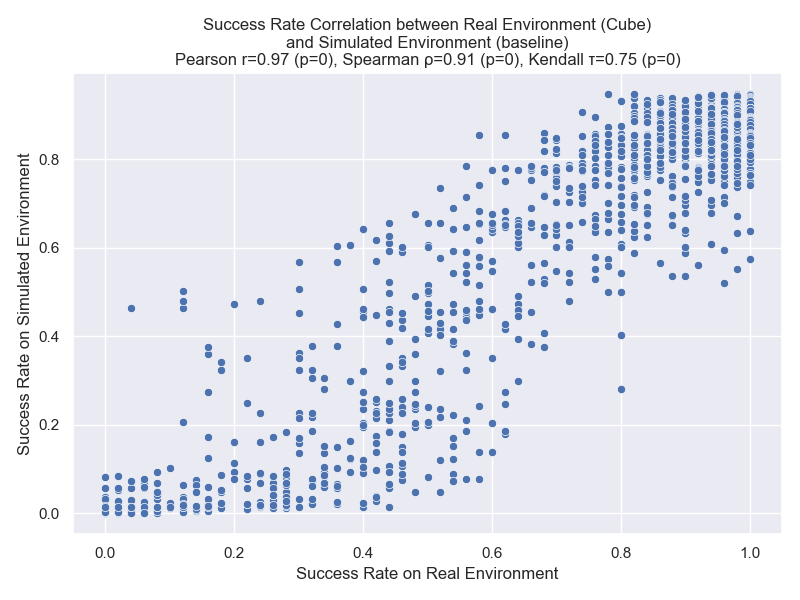 Success Rate Correlation between Real Environment (Cube)
and Simulated Environment (baseline)
Pearson r=0.97 (p=0), Spearman ρ=0.91 (p=0), Kendall τ=0.75 (p=0)
Success Rate on Simulated Environment
0.8
0.6
0.4
0.2
0.0
0.0 0.2 0.4 0.6 0.8 1.0
Success Rate on Real Environment